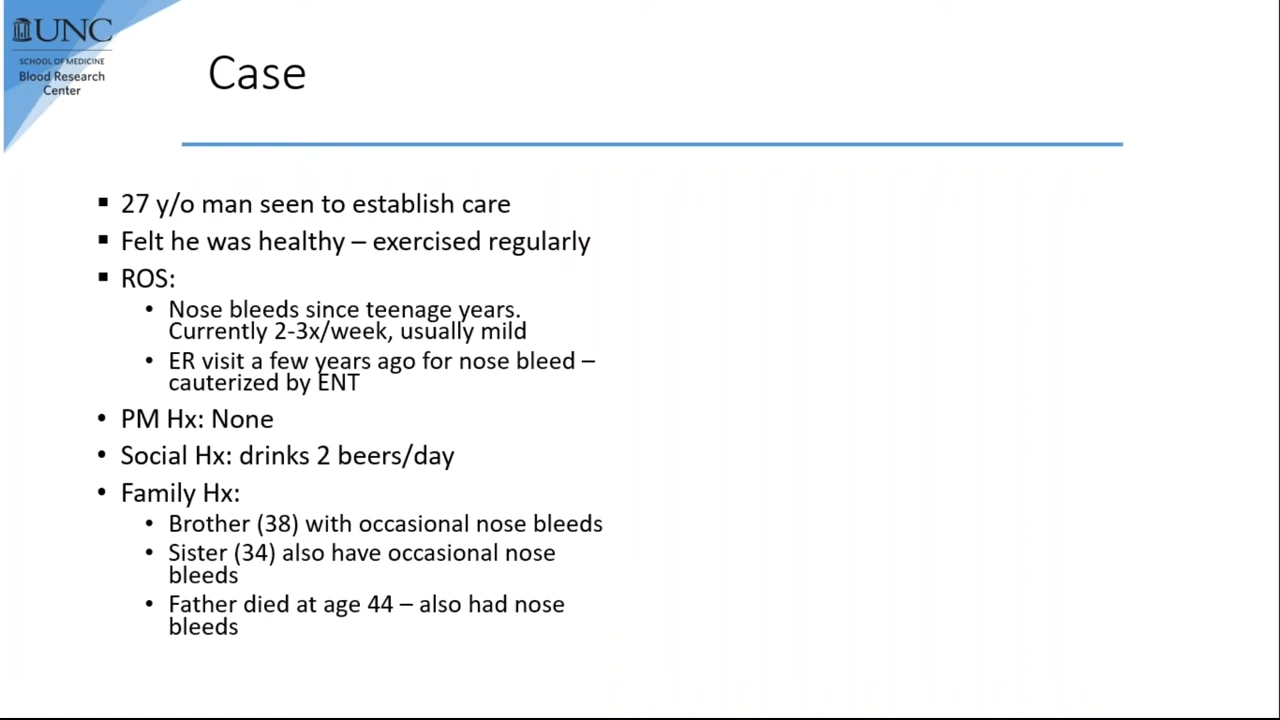 UNC
SCHOOL OF MEDICINE
Blood Research
Center
Case
▪ 27 y/o man seen to establish care
▪ Felt he was healthy – exercised regularly
▪ ROS:
• Nose bleeds since teenage years.
Currently 2-3x/week, usually mild
• ER visit a few years ago for nose bleed –
cauterized by ENT
• PM Hx: None
• Social Hx: drinks 2 beers/day
• Family Hx:
• Brother (38) with occasional nose bleeds
• Sister (34) also have occasional nose
bleeds
• Father died at age 44 – also had nose
bleeds